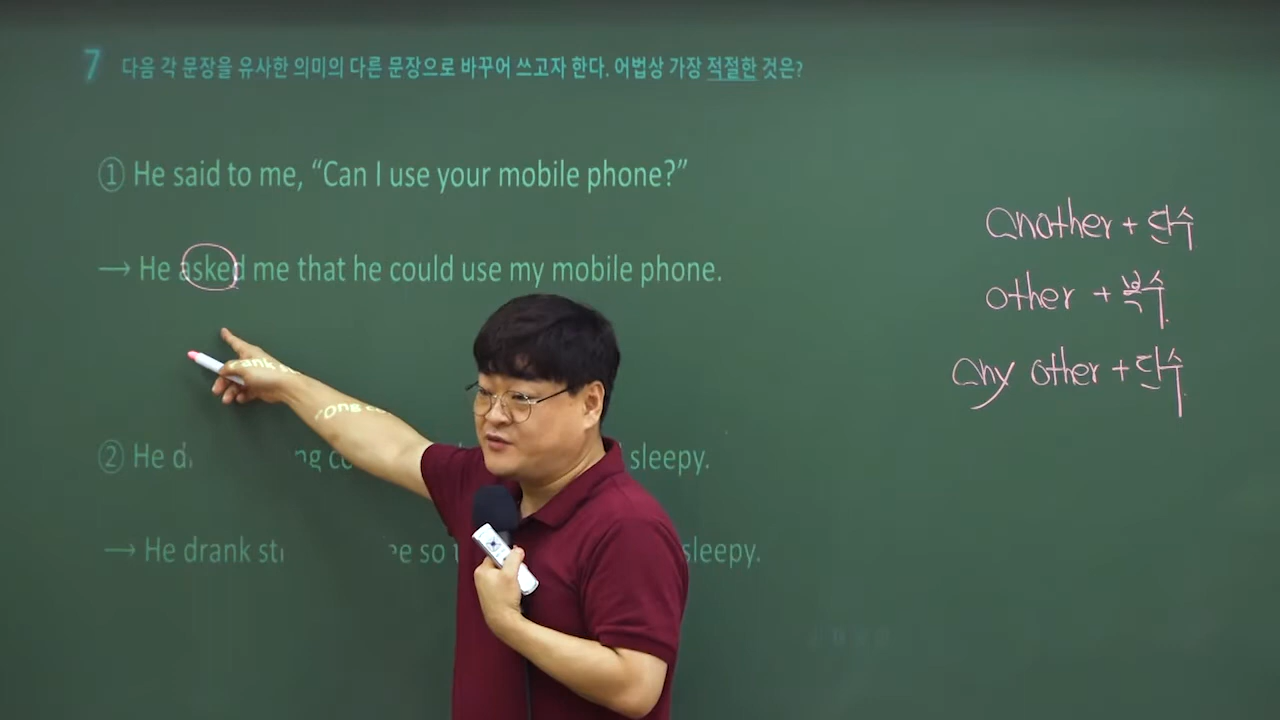 7 다음 각 문장을 유사한 의미의 다른 문장으로 바꾸어 쓰고자 한다. 어법상 가장 적절한 것은?
① He said to me, “Can I use your mobile phone?”
→ He asked me that he could use my mobile phone.
② He sleepy.
→ He drank so sleepy.
another + 단수
other + 복수
any other + 단수